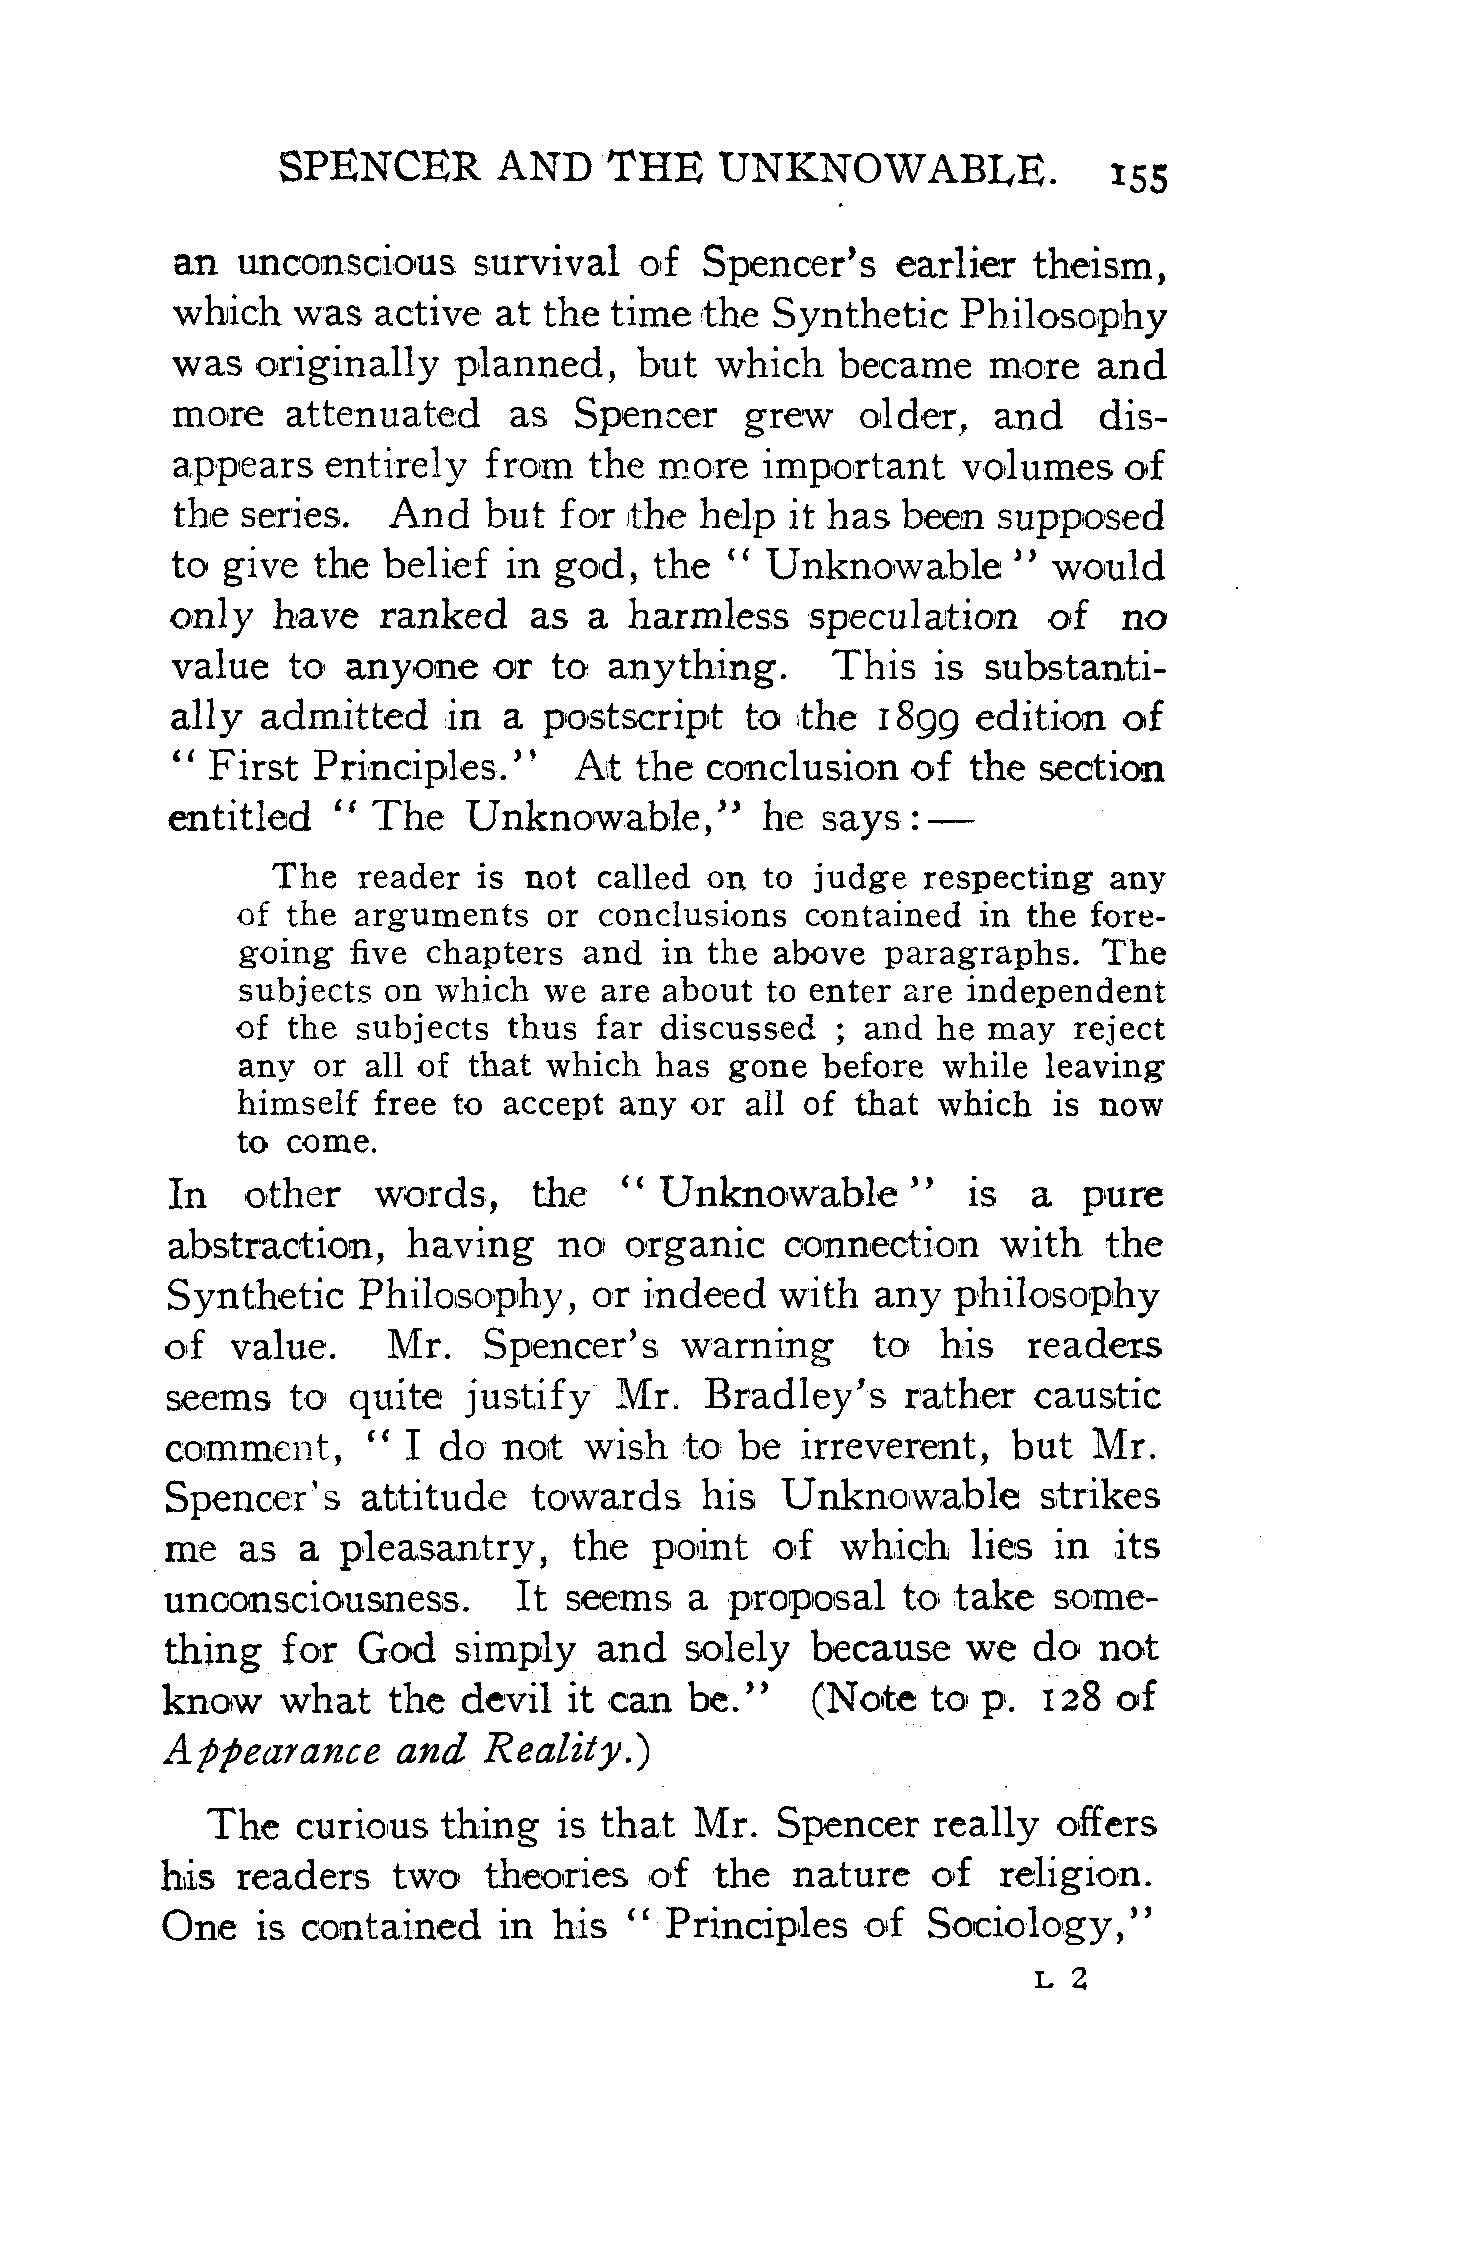 SPENCER AND THE UNKNOWABLE. 155
an unconscious survival of Spencer's earlier theism,
which was active at the time the Synthetic Philosophy
was originally planned, but which became more and
more attenuated as Spencer grew older, and dis-
appears entirely from the more important volumes of
the series. And but for the help it has been supposed
to give the belief in god, the " Unknowable " would
only have ranked as a harmless speculation of no
value to anyone or to anything. This is substanti-
ally admitted in a postscript to the 1899 edition of
" First Principles." At the conclusion of the section
entitled " The Unknowable," he says :—
The reader is not called on to judge respecting any
of the arguments or conclusions contained in the fore-
going five chapters and in the above paragraphs. The
subjects on which we are about to enter are independent
of the subjects thus far discussed ; and he may reject
any or all of that which has gone before while leaving
himself free to accept any or all of that which is now
to come.
In other words, the " Unknowable " is a pure
abstraction, having no organic connection with the
Synthetic Philosophy, or indeed with any philosophy
of value. Mr. Spencer's warning to his readers
seems to quite justify Mr. Bradley's rather caustic
comment, " I do not wish to be irreverent, but Mr.
Spencer's attitude towards his Unknowable strikes
me as a pleasantry, the point of which lies in its
unconsciousness. It seems a proposal to take some-
thing for God simply and solely because we do not
know what the devil it can be." (Note to p. 128 of
Appearance and Reality.)
The curious thing is that Mr. Spencer really offers
his readers two theories of the nature of religion.
One is contained in his " Principles of Sociology,"
L 2